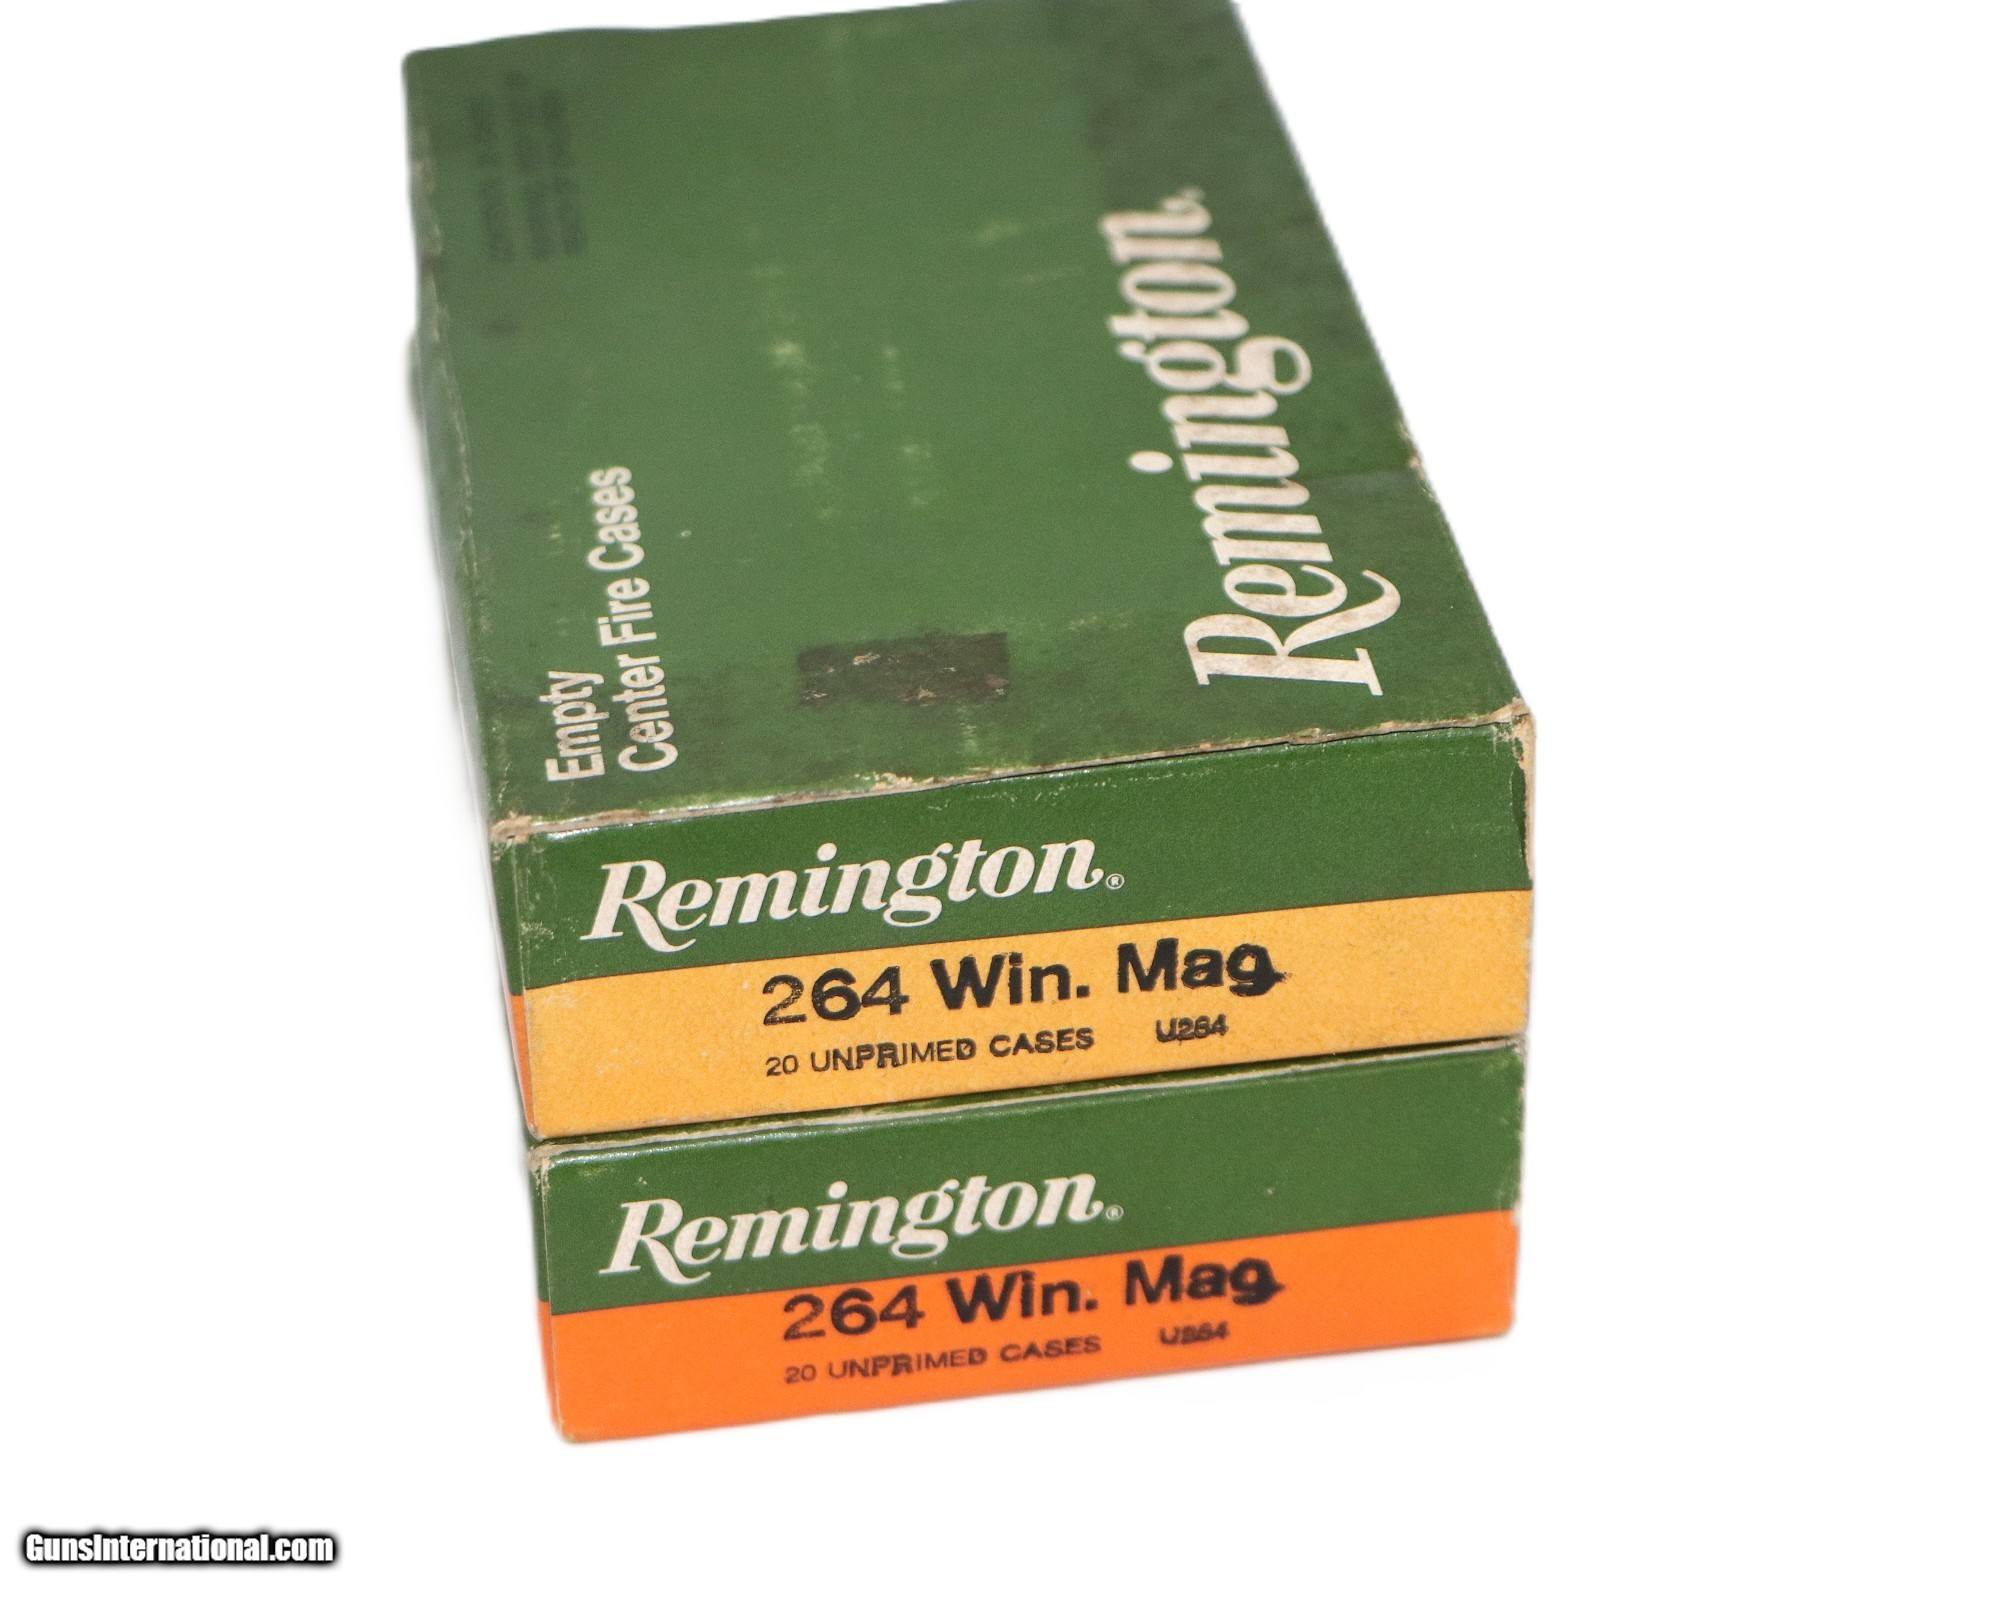 Empty
Center Fire Cases
Remington®
Remington®
264 Win. Mag
20 UNPRIMED CASES U264
Remington®
264 Win. Mag
20 UNPRIMED CASES U264
GunsInternational.com